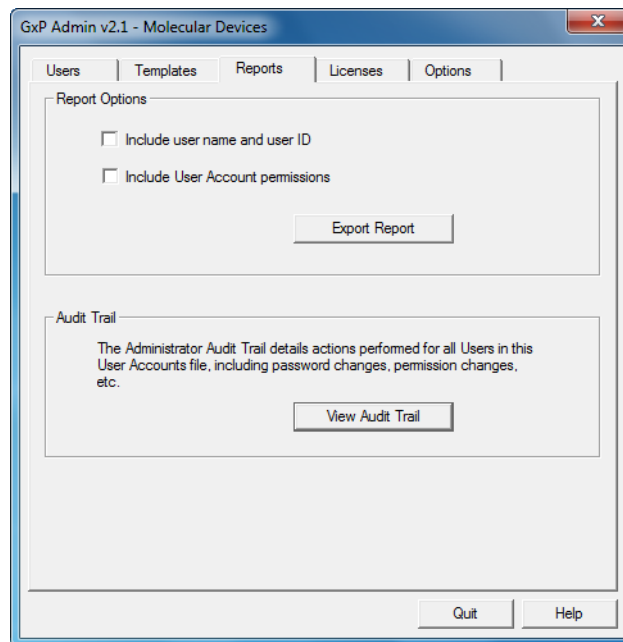 GxP Admin v2.1 - Molecular Devices
Users Templates Reports Licenses Options
Report Options
Include user name and user ID
Include User Account permissions
Export Report
Audit Trail
The Administrator Audit Trail details actions performed for all Users in this
User Accounts file, including password changes, permission changes,
etc.
View Audit Trail
Quit Help